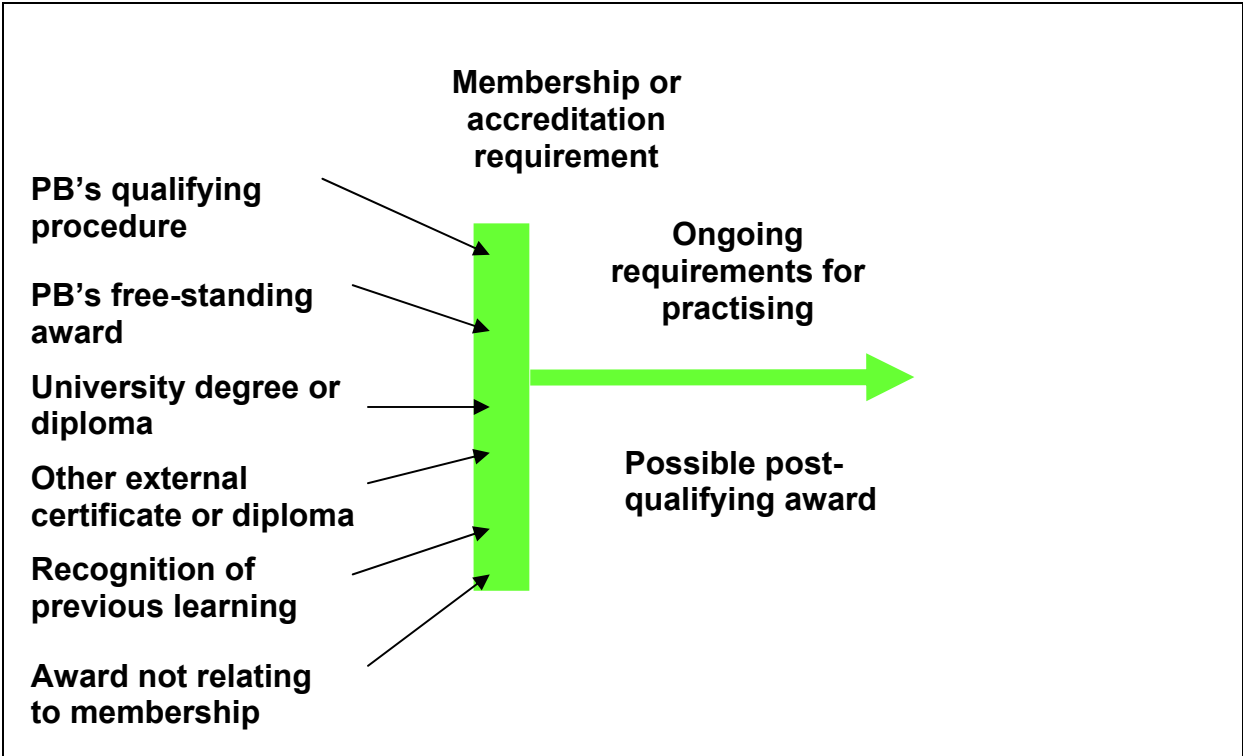 Membership or
accreditation
requirement
PB’s qualifying
procedure
PB’s free-standing
award
University degree or
diploma
Other external
certificate or diploma
Recognition of
previous learning
Award not relating
to membership
Ongoing
requirements for
practising
Possible post-
qualifying award